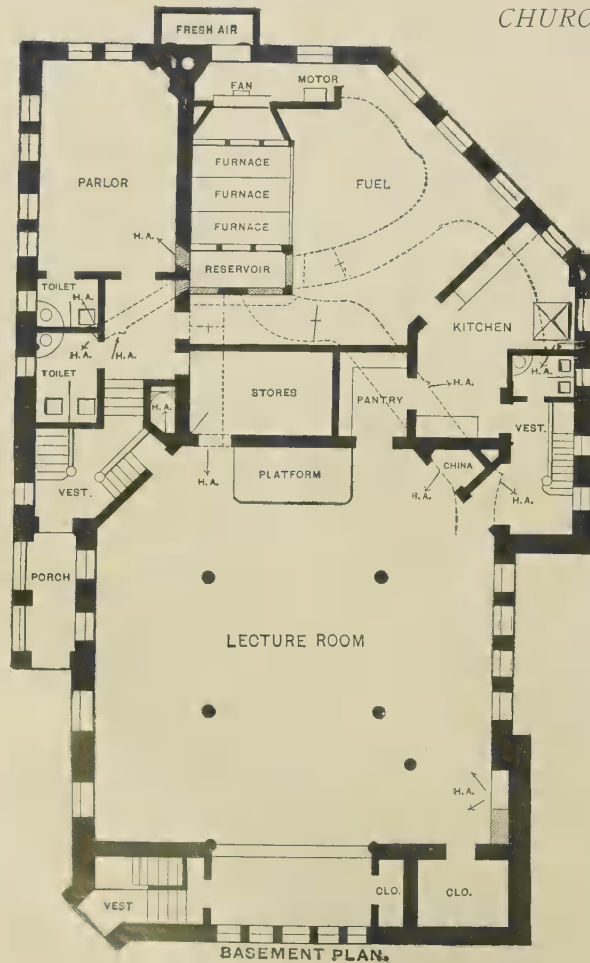 CHURC
FRESH AIR
FAN
MOTOR
FURNACE
FURNACE
FURNACE
RESERVOIR
FUEL
PARLOR
H.A.
TOILET
H.A.
H.A.
H.A.
TOILET
KITCHEN
H.A.
H.A.
STORES
PANTRY
H.A.
VEST.
PLATFORM
CHINA
VEST.
H.A.
H.A.
H.A.
PORCH
LECTURE ROOM
H.A.
CLO.
CLO.
VEST
BASEMENT PLAN.